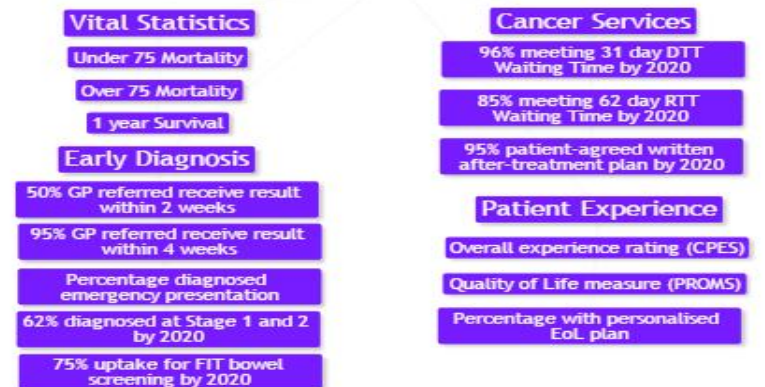 Vital Statistics
Under 75 Mortality
Over 75 Mortality
1 year Survival
Early Diagnosis
50% GP referred receive result
within 2 weeks
95% GP referred receive result
within 4 weeks
Percentage diagnosed
emergency presentation
62% diagnosed at Stage 1 and 2
by 2020
75% uptake for FIT bowel
screening by 2020
Cancer Services
96% meeting 31 day DTT
Waiting Time by 2020
85% meeting 62 day RTT
Waiting Time by 2020
95% patient-agreed written
after-treatment plan by 2020
Patient Experience
Overall experience rating (CPES)
Quality of Life measure (PROMS)
Percentage with personalised
EoL plan